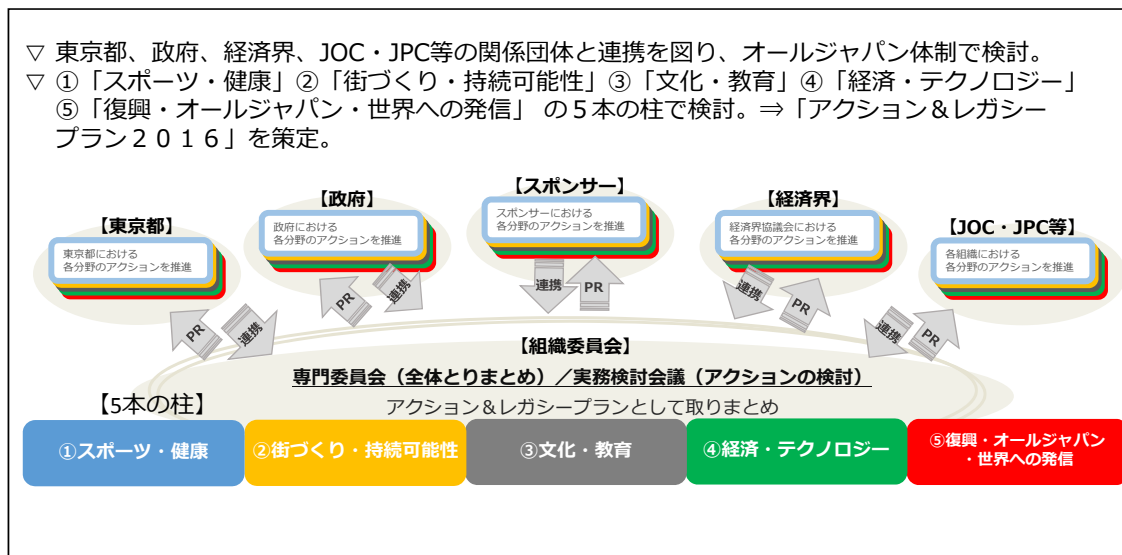 ▽ 東京都、政府、経済界、JOC・JPC等の関係団体と連携を図り、オールジャパン体制で検討。
▽ ①「スポーツ・健康」②「街づくり・持続可能性」③「文化・教育」④「経済・テクノロジー」
⑤「復興・オールジャパン・世界への発信」 の５本の柱で検討。⇒「アクション＆レガシー
プラン２０１６」を策定。
【東京都】
東京都における
各分野のアクションを推進
【政府】
政府における
各分野のアクションを推進
【スポンサー】
スポンサーにおける
各分野のアクションを推進
【経済界】
経済界協議会における
各分野のアクションを推進
【JOC・JPC等】
各組織における
各分野のアクションを推進
PR
連携
PR
連携
連携
PR
連携
PR
連携
PR
【組織委員会】
専門委員会（全体とりまとめ）／実務検討会議（アクションの検討）
アクション＆レガシープランとして取りまとめ
【5本の柱】
①スポーツ・健康
②街づくり・持続可能性
③文化・教育
④経済・テクノロジー
⑤復興・オールジャパン
・世界への発信